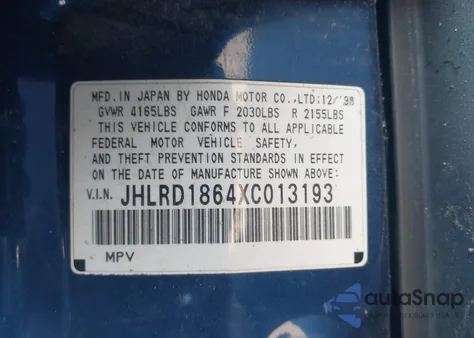 MFD.IN JAPAN BY HONDA MOTOR CO.,LTD:12/'98
GVWR 4165LBS GAWR F 2030LBS R 2155LBS
THIS VEHICLE CONFORMS TO ALL APPLICABLE
FEDERAL MOTOR VEHICLE SAFETY,
AND THEFT PREVENTION STANDARDS IN EFFECT
ON THE DATE OF MANUFACTURE SHOWN ABOVE:
V.I.N. JHLRD1864XC013193
MPV
autoSnap